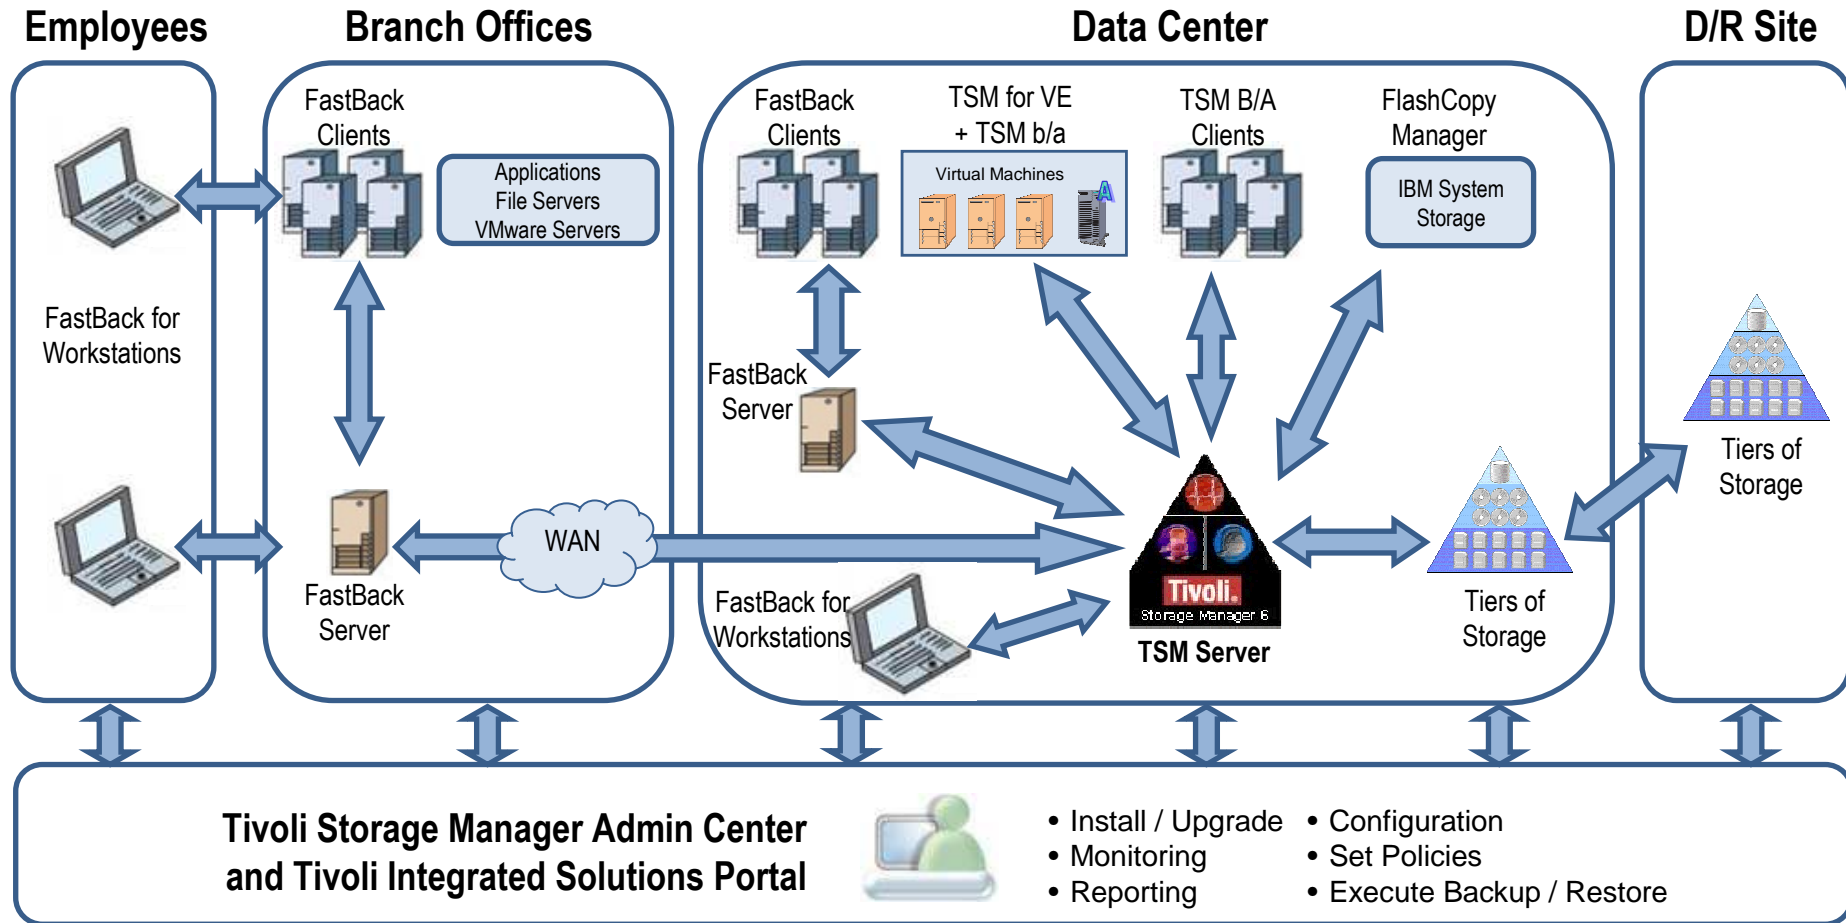 Employees
Branch Offices
Data Center
D/R Site
FastBack for
Workstations
FastBack
Clients
Applications
File Servers
VMware Servers
FastBack
Server
WAN
FastBack
Clients
TSM for VE
+ TSM b/a
Virtual Machines
A
TSM B/A
Clients
FlashCopy
Manager
IBM System
Storage
FastBack
Server
FastBack for
Workstations
Tivoli.
Storage Manager 6
TSM Server
Tiers of
Storage
Tiers of
Storage
Tivoli Storage Manager Admin Center
and Tivoli Integrated Solutions Portal
• Install / Upgrade
• Monitoring
• Reporting
• Configuration
• Set Policies
• Execute Backup / Restore